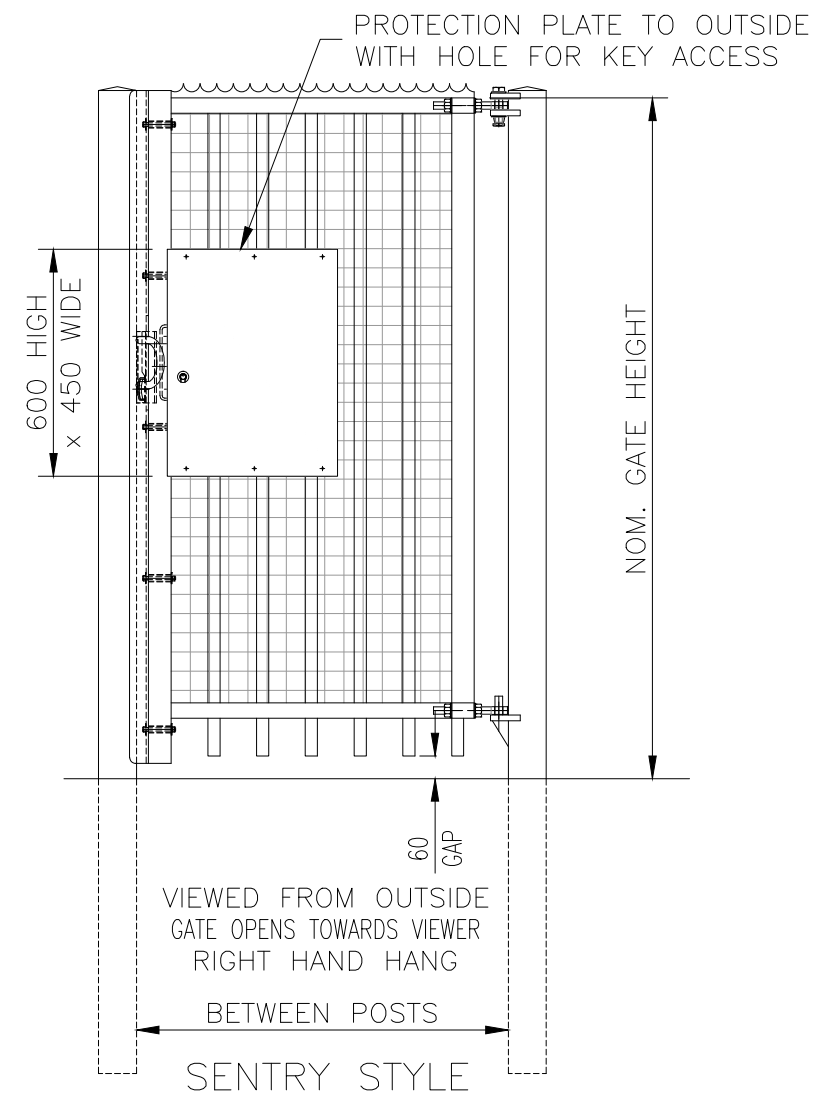 PROTECTION PLATE TO OUTSIDE
WITH HOLE FOR KEY ACCESS
600 HIGH
x 450 WIDE
NOM. GATE HEIGHT
60
GAP
VIEWED FROM OUTSIDE
GATE OPENS TOWARDS VIEWER
RIGHT HAND HANG
BETWEEN POSTS
SENTRY STYLE